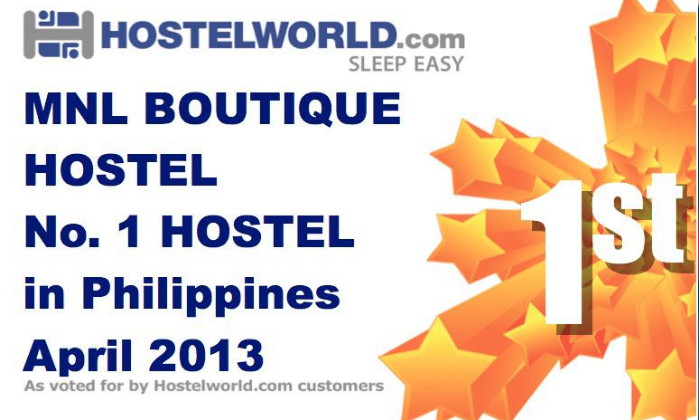 HOSTELWORLD.com
SLEEP EASY
MNL BOUTIQUE
HOSTEL
No. 1 HOSTEL
in Philippines
April 2013
As voted for by Hostelworld.com customers
1st